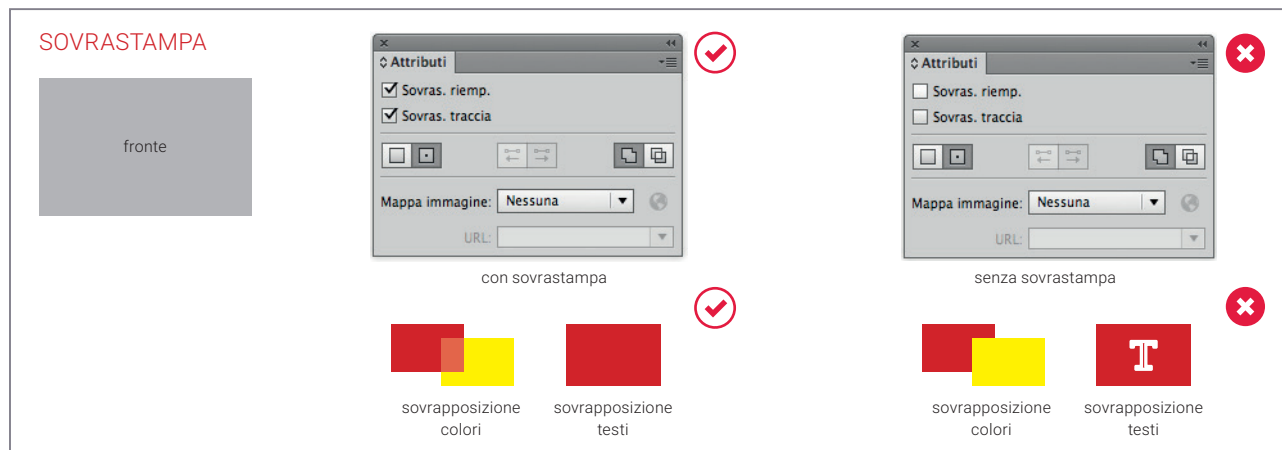 SOVRASTAMPA
fronte
Attributi
Sovras. riemp.
Sovras. traccia
Mappa immagine: Nessuna
URL:
con sovrastampa
sovrapposizione
colori
sovrapposizione
testi
Attributi
Sovras. riemp.
Sovras. traccia
Mappa immagine: Nessuna
URL:
senza sovrastampa
T
sovrapposizione
colori
sovrapposizione
testi